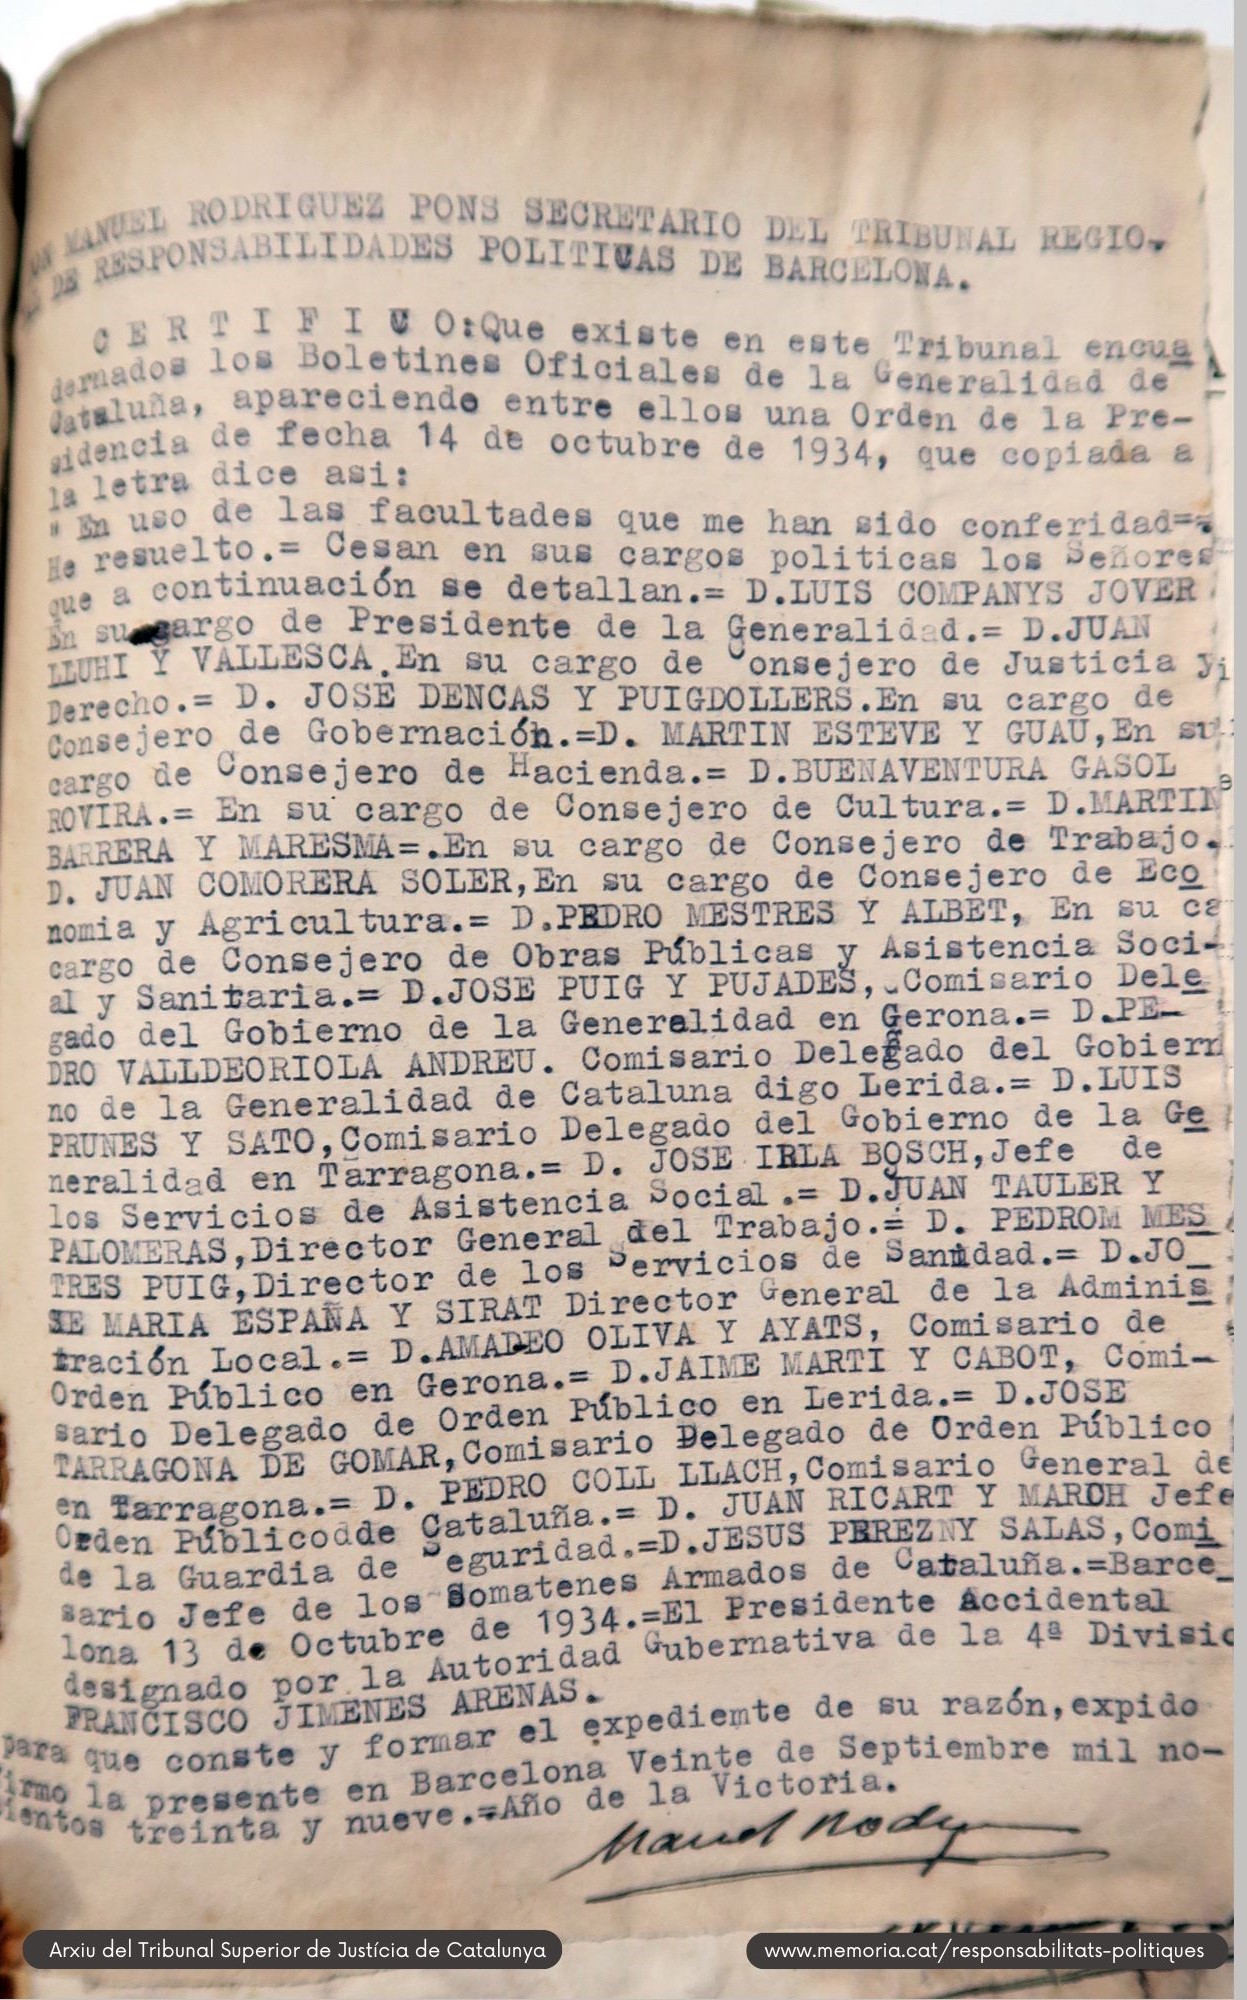 DON MANUEL RODRIGUEZ PONS SECRETARIO DEL TRIBUNAL REGIO.
DE RESPONSABILIDADES POLITICAS DE BARCELONA.
C E R T I F I C O:Que existe en este Tribunal encua
dernados los Boletines Oficiales de la Generalidad de
Cataluña, apareciendo entre ellos una Orden de la Pre-
sidencia de fecha 14 de octubre de 1934, que copiada a
la letra dice asi:
" En uso de las facultades que me han sido conferidad==
He resuelto.= Cesan en sus cargos politicas los Señores
que a continuación se detallan.= D.LUIS COMPANYS JOVER
En su cargo de Presidente de la Generalidad.= D.JUAN
LLUHI Y VALLESCA.En su cargo de Consejero de Justicia y
Derecho.= D. JOSE DENCAS Y PUIGDOLLERS.En su cargo de
Consejero de Gobernación.=D. MARTIN ESTEVE Y GUAU,En su
cargo de Consejero de Hacienda.= D.BUENAVENTURA GASOL
ROVIRA.= En su cargo de Consejero de Cultura.= D.MARTIN
BARRERA Y MARESMA=.En su cargo de Consejero de Trabajo.
D. JUAN COMORERA SOLER,En su cargo de Consejero de Eco
nomia y Agricultura.= D.PEDRO MESTRES Y ALBET, En su ca
cargo de Consejero de Obras Públicas y Asistencia Soci-
al y Sanitaria.= D.JOSE PUIG Y PUJADES, Comisario Dele
gado del Gobierno de la Generalidad en Gerona.= D.PE-
DRO VALLDEORIOLA ANDREU. Comisario Delegado del Gobiern
no de la Generalidad de Cataluna digo Lerida.= D.LUIS
PRUNES Y SATO,Comisario Delegado del Gobierno de la Ge
neralidad en Tarragona.= D. JOSE IRLA BOSCH,Jefe de
los Servicios de Asistencia Social.= D.JUAN TAULER Y
PALOMERAS,Director General del Trabajo.= D. PEDROM MES
TRES PUIG,Director de los Servicios de Sanidad.= D.JO_
SE MARIA ESPAÑA Y SIRAT Director General de la Adminis
tración Local.= D.AMADEO OLIVA Y AYATS, Comisario de
Orden Público en Gerona.= D.JAIME MARTI Y CABOT, Comi-
sario Delegado de Orden Público en Lerida.= D.JOSE
TARRAGONA DE GOMAR,Comisario Delegado de Orden Público
en tarragona.= D. PEDRO COLL LLACH,Comisario General de
Orden Públicodde Cataluña.= D. JUAN RICART Y MARCH Jefe
de la Guardia de Seguridad.=D.JESUS PEREZNY SALAS,Comi
sario Jefe de los Somatenes Armados de Cataluña.=Barce_
lona 13 de Octubre de 1934.=El Presidente Accidental
designado por la Autoridad Gubernativa de la 4ª Divisio
FRANCISCO JIMENES ARENAS.
para que conste y formar el expediemte de su razón,expido
firmo la presente en Barcelona Veinte de Septiembre mil no-
cientos treinta y nueve.=Año de la Victoria.
Manuel Rodr
Arxiu del Tribunal Superior de Justícia de Catalunya
www.memoria.cat/responsabilitats-politiques